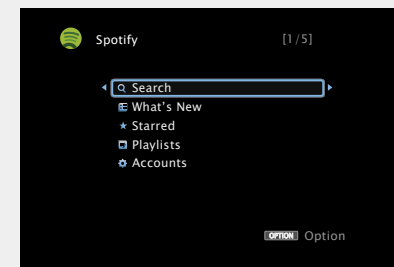 Spotify [1/5]
Search
What's New
Starred
Playlists
Accounts
OPTION Option